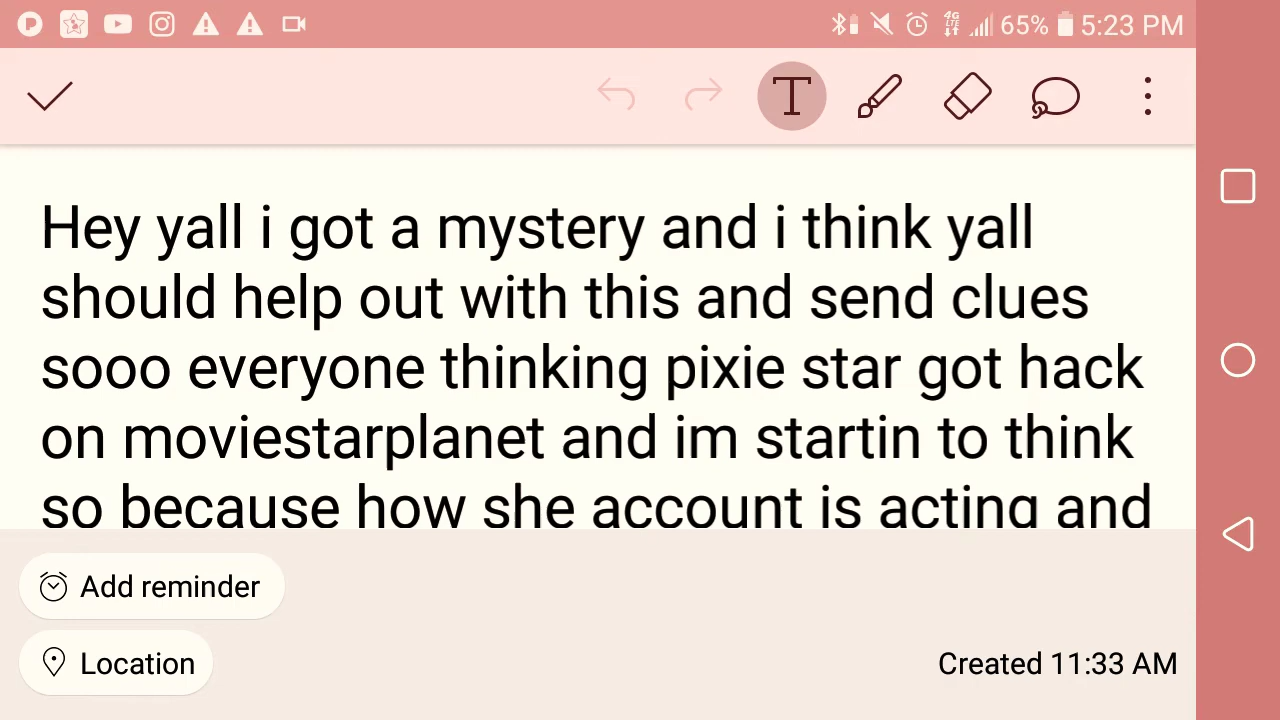 4G
LTE
65% 5:23 PM
T
Hey yall i got a mystery and i think yall
should help out with this and send clues
sooo everyone thinking pixie star got hack
on moviestarplanet and im startin to think
so because how she account is acting and
Add reminder
Location
Created 11:33 AM